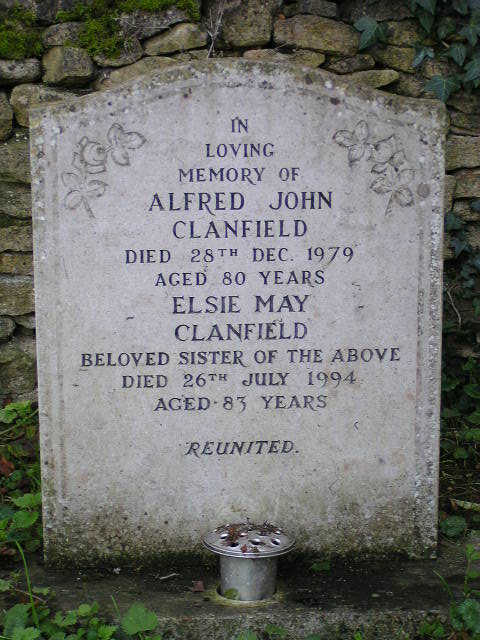 IN
LOVING
MEMORY OF
ALFRED JOHN
CLANFIELD
DIED 28TH DEC. 1979
AGED 80 YEARS
ELSIE MAY
CLANFIELD
BELOVED SISTER OF THE ABOVE
DIED 26TH JULY 1994
AGED 83 YEARS
REUNITED.